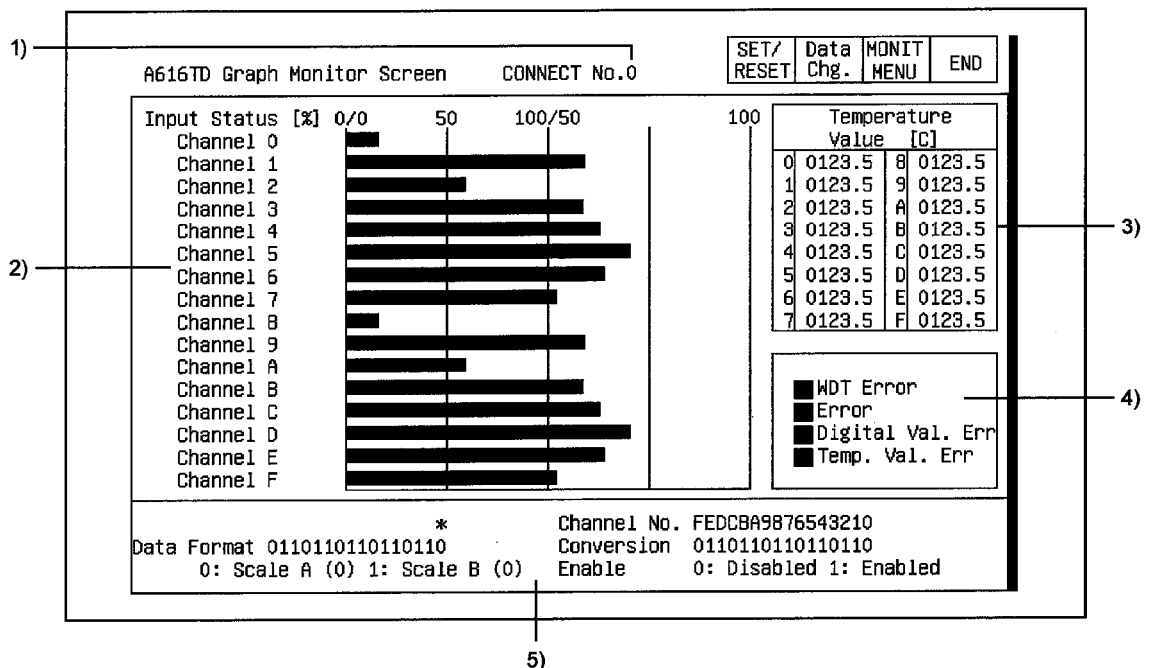 1)
A616TD Graph Monitor Screen CONNECT No.0
SET/ RESET
Data Chg.
MONIT MENU
END
Input Status [%] 0/0 50 100/50 100
Channel 0
Channel 1
Channel 2
Channel 3
Channel 4
Channel 5
2)
Channel 6
Channel 7
Channel 8
Channel 9
Channel A
Channel B
Channel C
Channel D
Channel E
Channel F
Temperature
Value [C]
0 0123.5 8 0123.5
1 0123.5 9 0123.5
2 0123.5 A 0123.5
3 0123.5 B 0123.5
4 0123.5 C 0123.5
5 0123.5 D 0123.5
6 0123.5 E 0123.5
7 0123.5 F 0123.5
3)
WDT Error
Error
Digital Val. Err
Temp. Val. Err
4)
* Channel No. FEDCBA9876543210
Data Format 0110110110110110 Conversion 0110110110110110
0: Scale A (0) 1: Scale B (0) Enable 0: Disabled 1: Enabled
5)